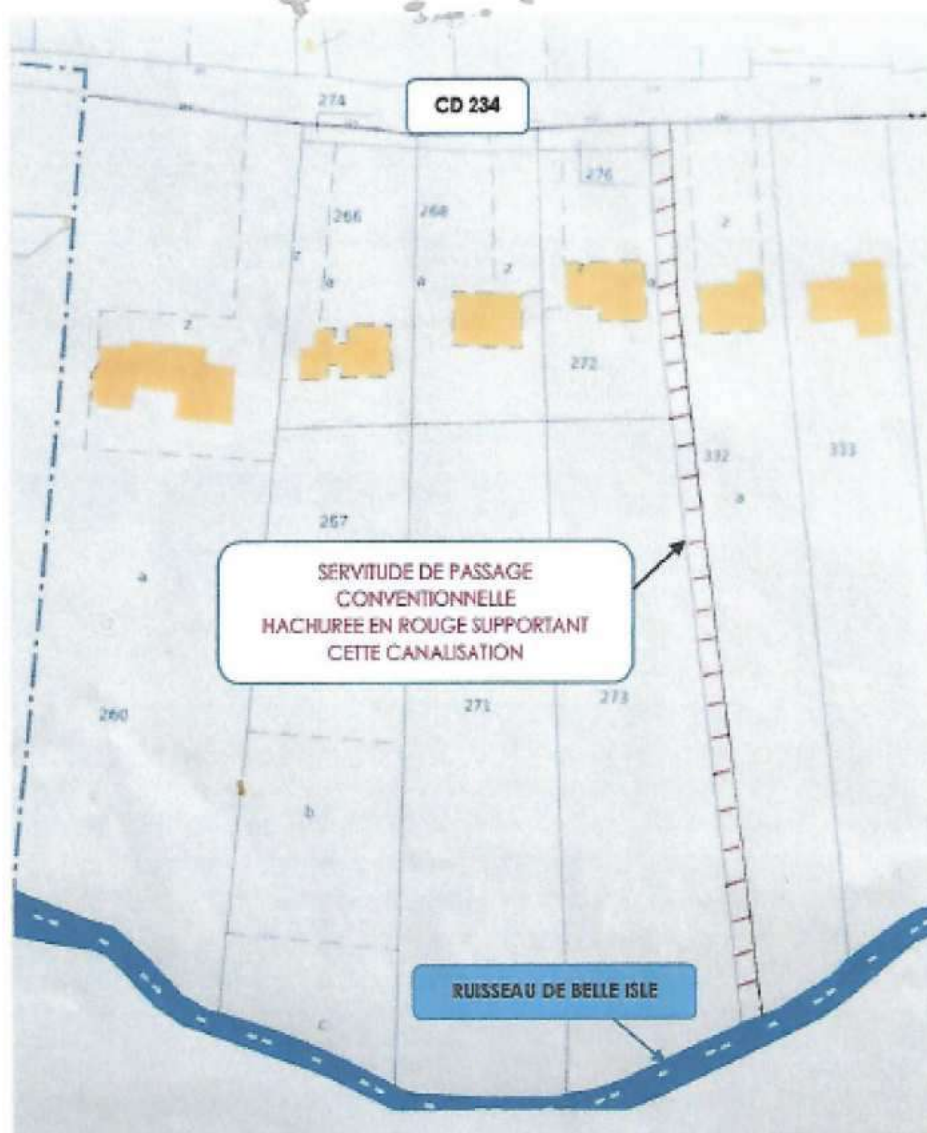 274
CD 234
276
266
268
z
z
a
a
z
z
a
z
272
332
333
a
267
SERVITUDE DE PASSAGE
CONVENTIONNELLE
HACHUREE EN ROUGE SUPPORTANT
CETTE CANALISATION
a
260
271
273
b
RUISSEAU DE BELLE ISLE
c